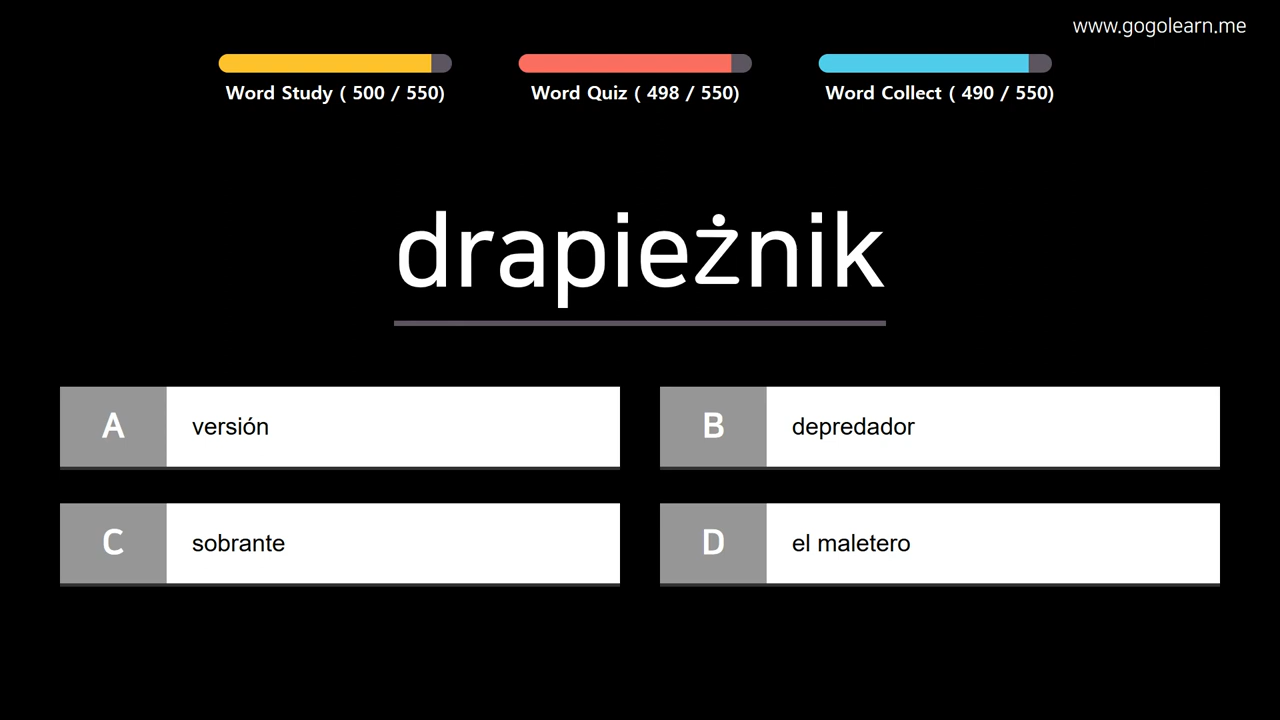 www.gogolearn.me
Word Study ( 500 / 550)
Word Quiz ( 498 / 550)
Word Collect ( 490 / 550)
drapieżnik
A
versión
B
depredador
C
sobrante
D
el maletero